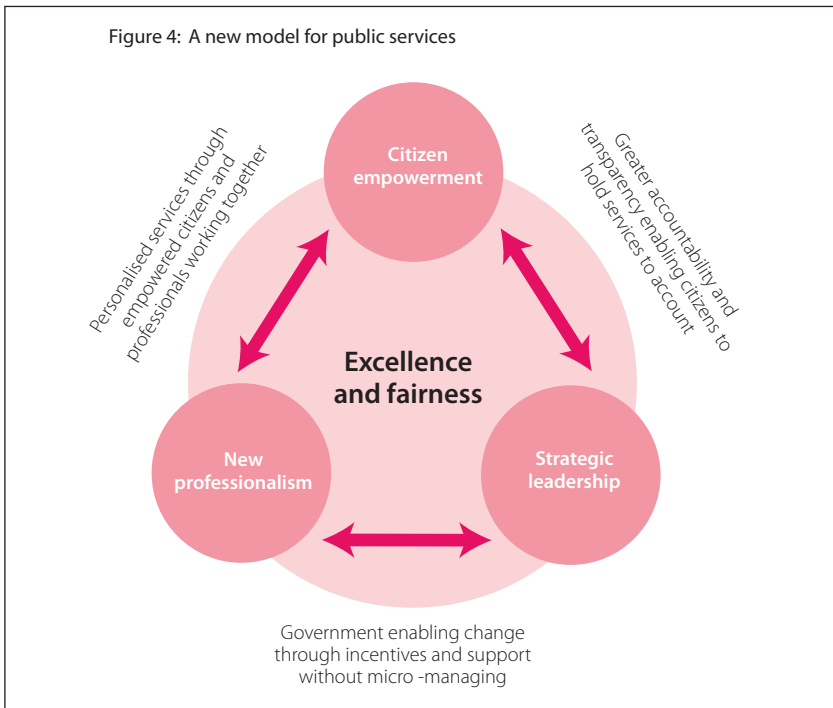 Figure 4: A new model for public services
Citizen
empowerment
Personalised services through
empowered citizens and
professionals working together
Greater accountability and
transparency enabling citizens to
hold services to account
Excellence
and fairness
New
professionalism
Strategic
leadership
Government enabling change
through incentives and support
without micro -managing